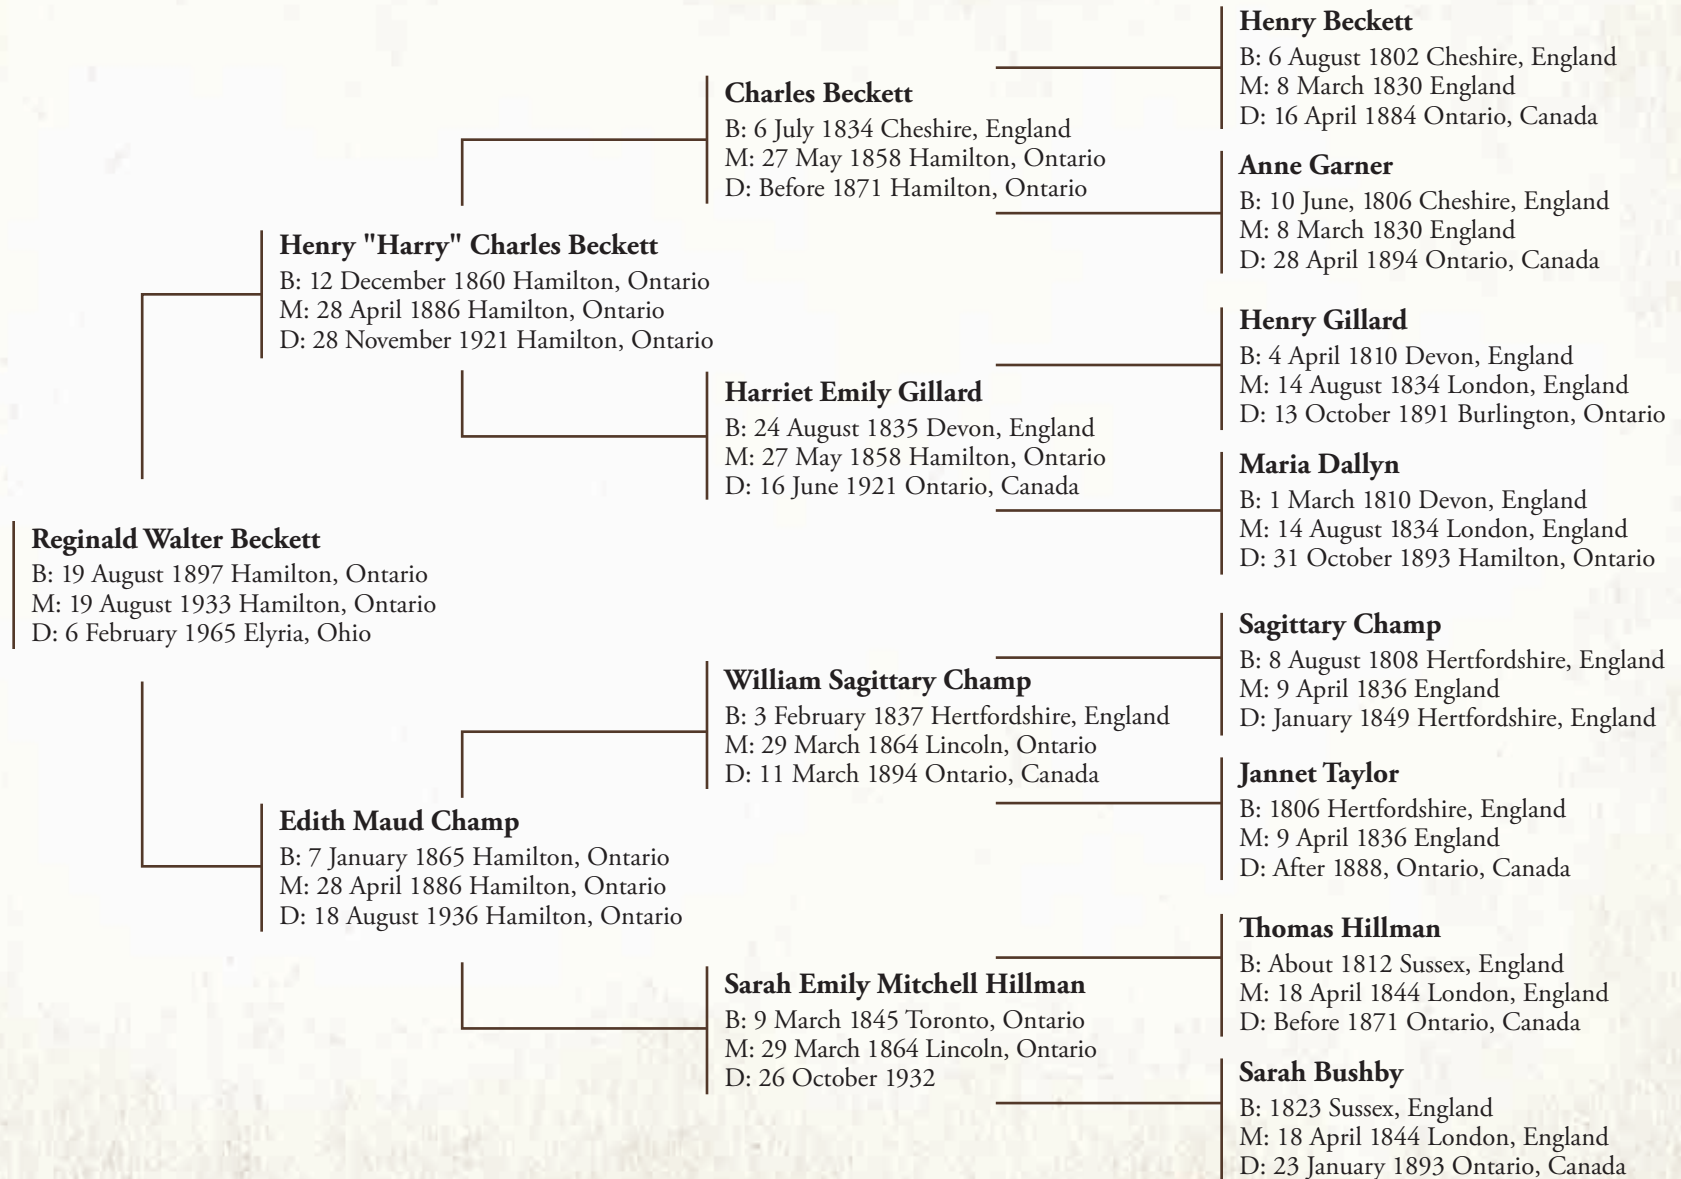 Henry Beckett
B: 6 August 1802 Cheshire, England
M: 8 March 1830 England
D: 16 April 1884 Ontario, Canada
Charles Beckett
B: 6 July 1834 Cheshire, England
M: 27 May 1858 Hamilton, Ontario
D: Before 1871 Hamilton, Ontario
Anne Garner
B: 10 June, 1806 Cheshire, England
M: 8 March 1830 England
D: 28 April 1894 Ontario, Canada
Henry "Harry" Charles Beckett
B: 12 December 1860 Hamilton, Ontario
M: 28 April 1886 Hamilton, Ontario
D: 28 November 1921 Hamilton, Ontario
Henry Gillard
B: 4 April 1810 Devon, England
M: 14 August 1834 London, England
D: 13 October 1891 Burlington, Ontario
Harriet Emily Gillard
B: 24 August 1835 Devon, England
M: 27 May 1858 Hamilton, Ontario
D: 16 June 1921 Ontario, Canada
Maria Dallyn
B: 1 March 1810 Devon, England
M: 14 August 1834 London, England
D: 31 October 1893 Hamilton, Ontario
Reginald Walter Beckett
B: 19 August 1897 Hamilton, Ontario
M: 19 August 1933 Hamilton, Ontario
D: 6 February 1965 Elyria, Ohio
Sagittary Champ
B: 8 August 1808 Hertfordshire, England
M: 9 April 1836 England
D: January 1849 Hertfordshire, England
William Sagittary Champ
B: 3 February 1837 Hertfordshire, England
M: 29 March 1864 Lincoln, Ontario
D: 11 March 1894 Ontario, Canada
Jannet Taylor
B: 1806 Hertfordshire, England
M: 9 April 1836 England
D: After 1888, Ontario, Canada
Edith Maud Champ
B: 7 January 1865 Hamilton, Ontario
M: 28 April 1886 Hamilton, Ontario
D: 18 August 1936 Hamilton, Ontario
Thomas Hillman
B: About 1812 Sussex, England
M: 18 April 1844 London, England
D: Before 1871 Ontario, Canada
Sarah Emily Mitchell Hillman
B: 9 March 1845 Toronto, Ontario
M: 29 March 1864 Lincoln, Ontario
D: 26 October 1932
Sarah Bushby
B: 1823 Sussex, England
M: 18 April 1844 London, England
D: 23 January 1893 Ontario, Canada